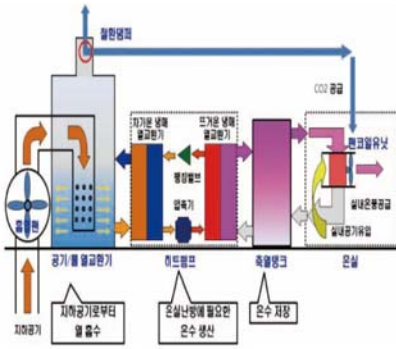 절환댐퍼
CO2 공급
차가운 냉매
열교환기
뜨거운 냉매
열교환기
팬코일유닛
팽창밸브
압축기
흡입팬
실내온풍공급
실내공기유입
공기/물 열교환기
히트펌프
축열탱크
온실
지하공기
지하공기로부터
열 흡수
온실난방에 필요한
온수 생산
온수 저장